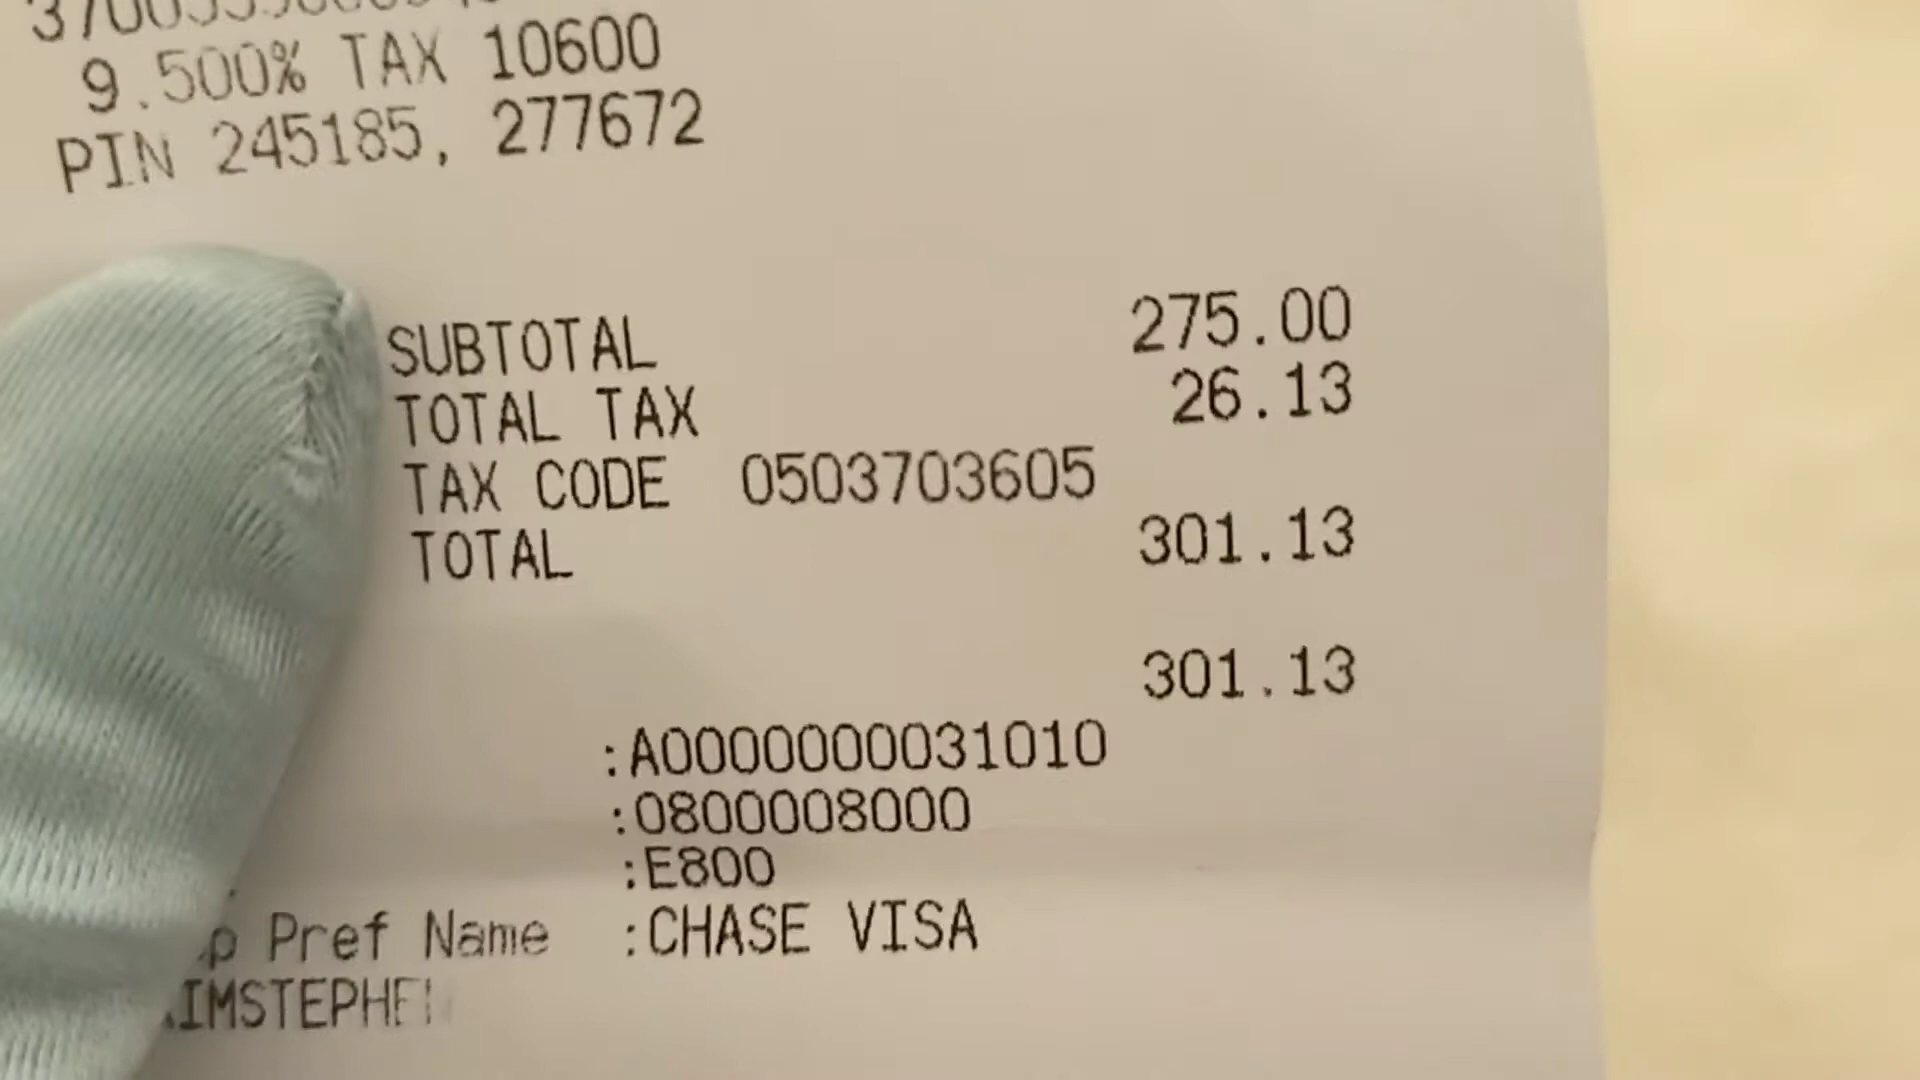 9.500% TAX 10600
PIN 245185, 277672
SUBTOTAL 275.00
TOTAL TAX 26.13
TAX CODE 0503703605
TOTAL 301.13
301.13
:A0000000031010
:0800008000
:E800
Pref Name :CHASE VISA